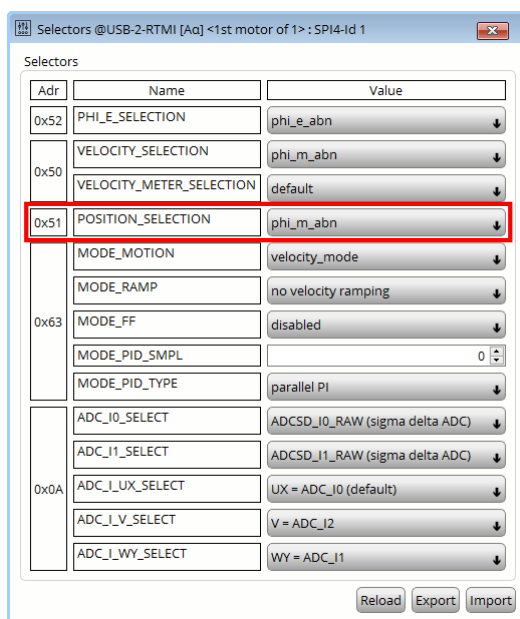 Selectors @USB-2-RTMI [Aα] <1st motor of 1> : SPI4-Id 1
Selectors
Adr Name Value
0x52 PHI_E_SELECTION phi_e_abn
0x50 VELOCITY_SELECTION phi_m_abn
VELOCITY_METER_SELECTION default
0x51 POSITION_SELECTION phi_m_abn
0x63 MODE_MOTION velocity_mode
MODE_RAMP no velocity ramping
MODE_FF disabled
MODE_PID_SMPL 0
MODE_PID_TYPE parallel PI
0x0A ADC_I0_SELECT ADCSD_I0_RAW (sigma delta ADC)
ADC_I1_SELECT ADCSD_I1_RAW (sigma delta ADC)
ADC_I_UX_SELECT UX = ADC_I0 (default)
ADC_I_V_SELECT V = ADC_I2
ADC_I_WY_SELECT WY = ADC_I1
Reload Export Import